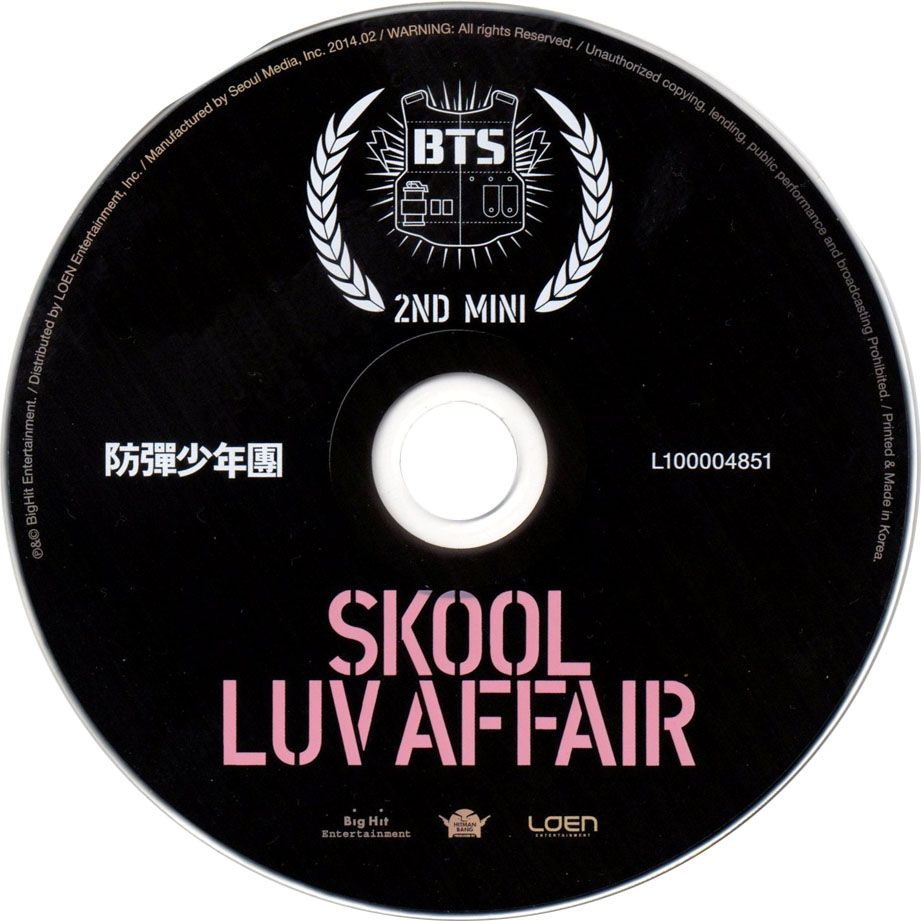 ℗&© BigHit Entertainment. / Distributed by LOEN Entertainment, Inc. / Manufactured by Seoul Media, Inc. 2014.02 / WARNING: All rights Reserved. / Unauthorized copying, lending, public performance and broadcasting Prohibited. / Printed & Made in Korea.
BTS
2ND MINI
防彈少年團
L100004851
SKOOL
LUV AFFAIR
Big Hit
Entertainment
HITMAN
BANG
LOEN
ENTERTAINMENT